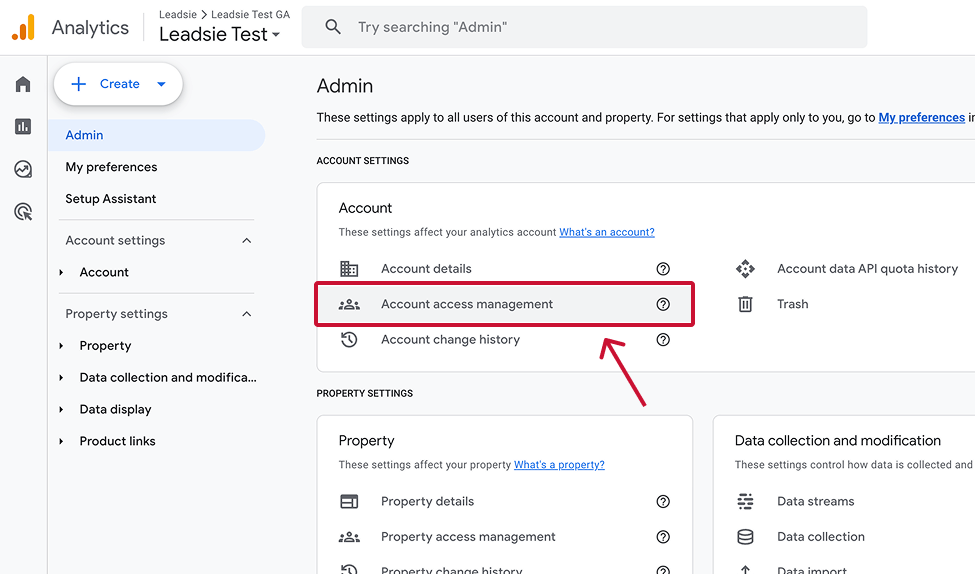 Analytics
Leadsie > Leadsie Test GA
Leadsie Test
Try searching "Admin"
Create
Admin
My preferences
Setup Assistant
Account settings
Account
Property settings
Property
Data collection and modifica...
Data display
Product links
Admin
These settings apply to all users of this account and property. For settings that apply only to you, go to My preferences in
ACCOUNT SETTINGS
Account
These settings affect your analytics account What's an account?
Account details
Account access management
Account change history
Account data API quota history
Trash
PROPERTY SETTINGS
Property
These settings affect your property What's a property?
Property details
Property access management
Property change history
Data collection and modification
These settings control how data is collected and
Data streams
Data collection
Data import